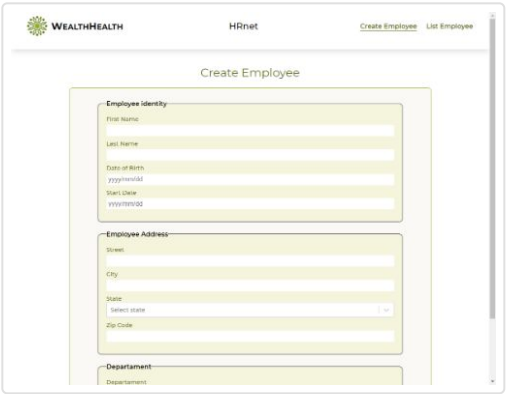 WEALTHHEALTH
HRnet
Create Employee
List Employee
Create Employee
Employee Identity
First Name
Last Name
Date of Birth
yyyy/mm/dd
Start Date
yyyy/mm/dd
Employee Address
Street
City
State
Select state
Zip Code
Departament
Departament